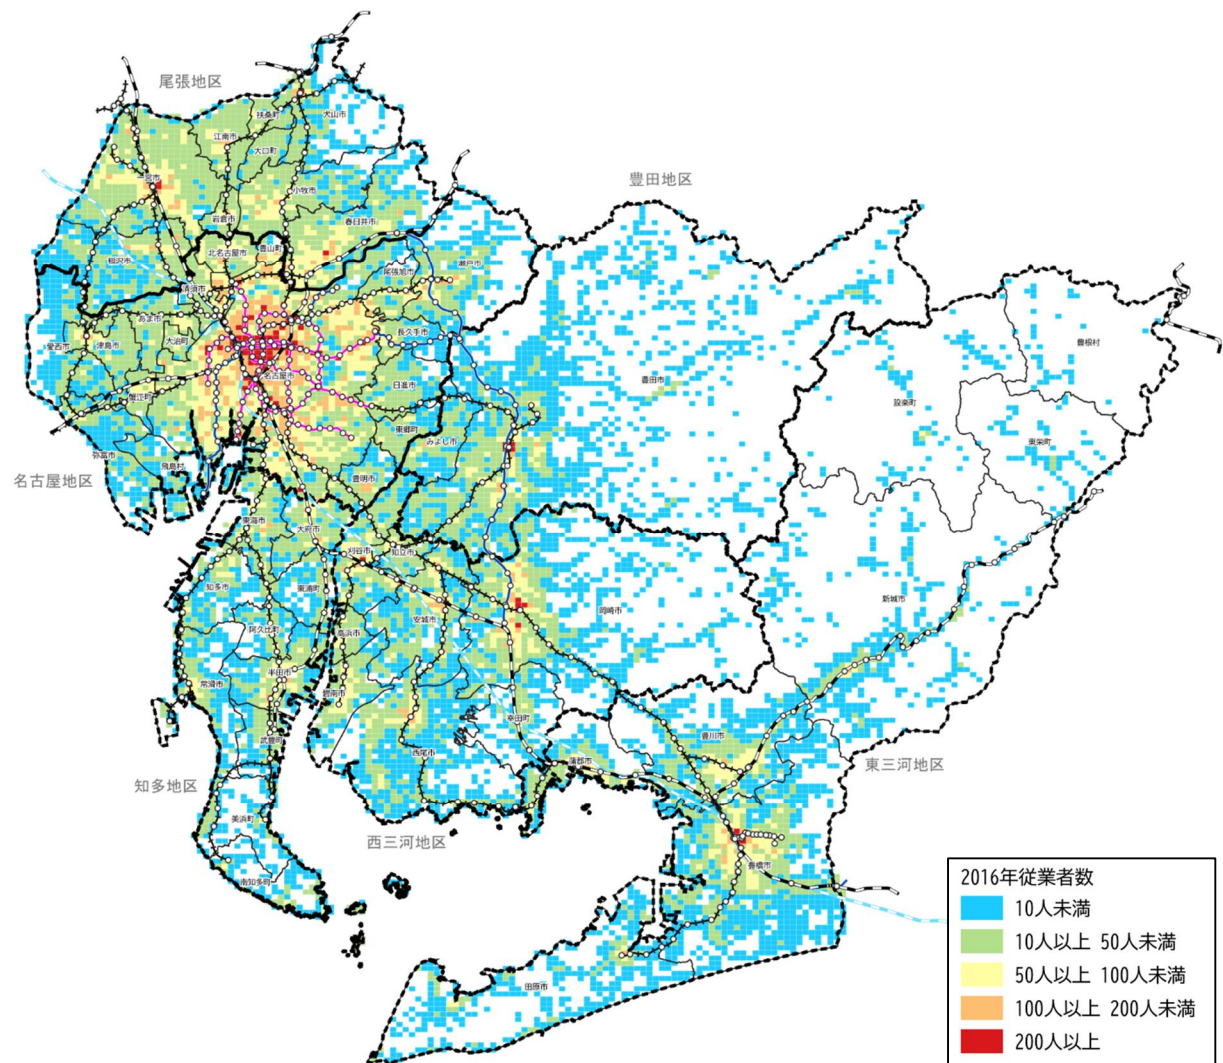 尾張地区
扶桑町
犬山市
江南市
大口町
一宮市
小牧市
岩倉市
春日井市
豊田地区
北名古屋市
豊山町
稲沢市
瀬戸市
尾張旭市
清須市
あま市
長久手市
愛西市
津島市
大治町
名古屋市
日進市
蟹江町
東郷町
みよし市
豊田市
豊根村
設楽町
東栄町
弥富市
飛島村
名古屋地区
豊明市
東海市
大府市
刈谷市
知立市
知多市
東浦町
岡崎市
新城市
阿久比町
高浜市
安城市
半田市
常滑市
碧南市
幸田町
武豊町
西尾市
蒲郡市
豊川市
東三河地区
知多地区
美浜町
西三河地区
南知多町
豊橋市
田原市
2016年従業者数
10人未満
10人以上 50人未満
50人以上 100人未満
100人以上 200人未満
200人以上